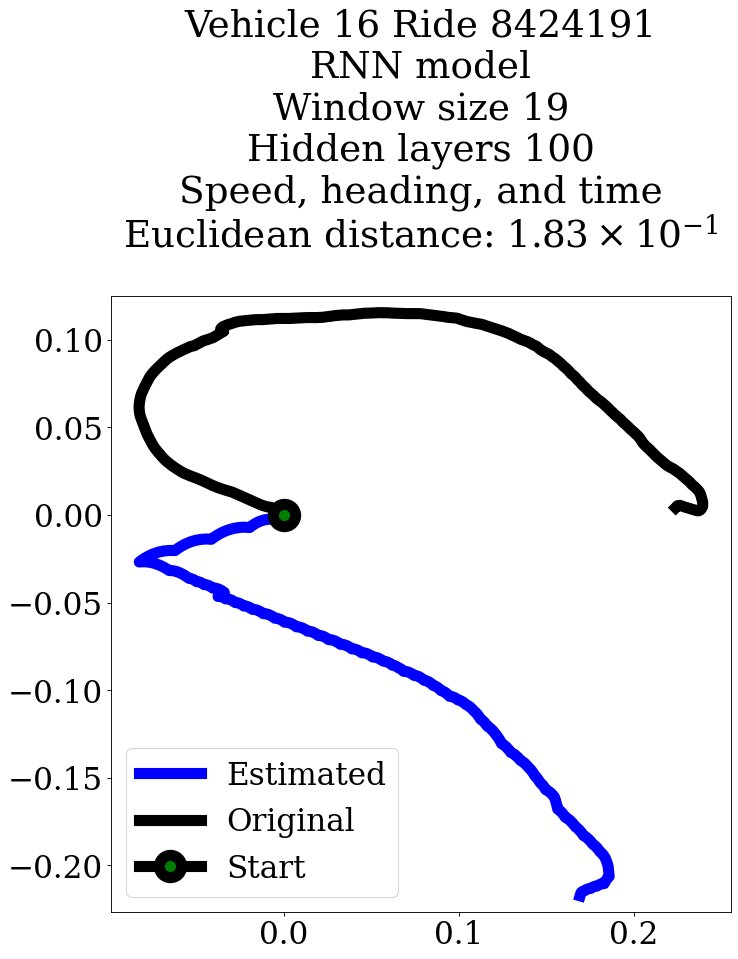 Vehicle 16 Ride 8424191
RNN model
Window size 19
Hidden layers 100
Speed, heading, and time
Euclidean distance: 1.83 × 10⁻¹
0.10
0.05
0.00
−0.05
−0.10
−0.15
−0.20
Estimated
Original
Start
0.0 0.1 0.2